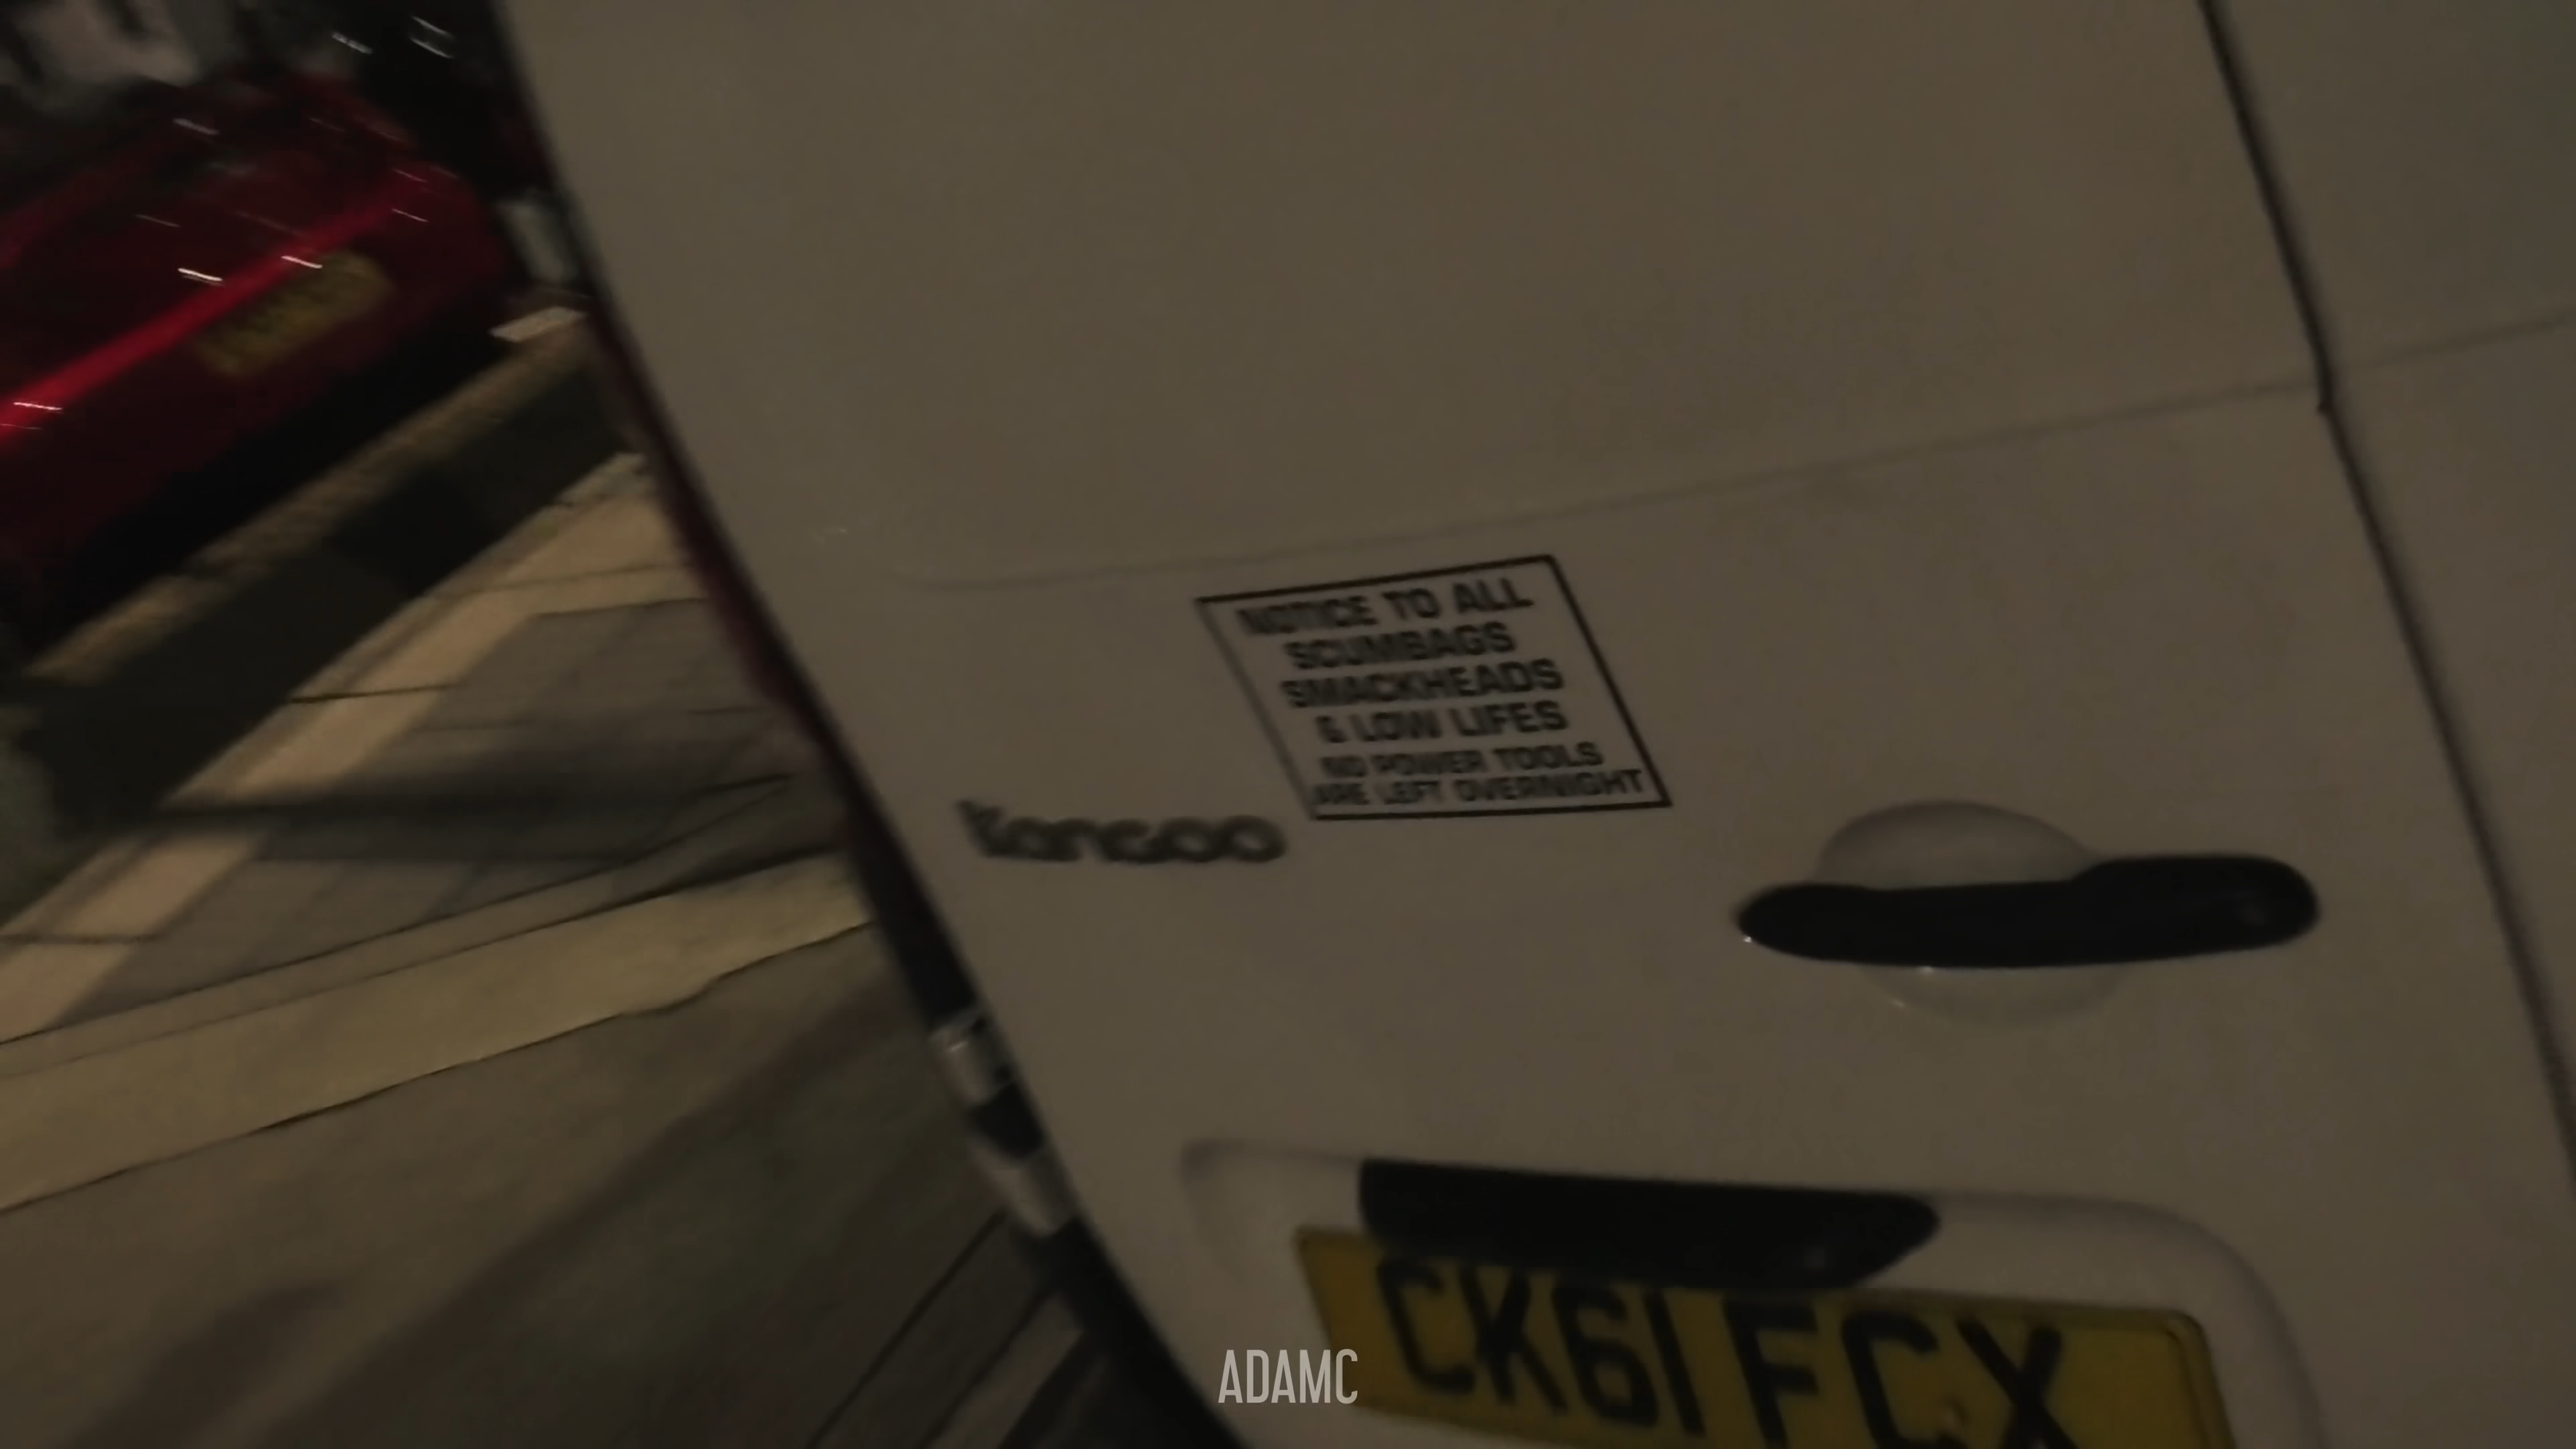 NOTICE TO ALL
SCUMBAGS
SMACKHEADS
& LOW LIFES
NO POWER TOOLS
ARE LEFT OVERNIGHT
kangoo
CK61 FCX
ADAMC